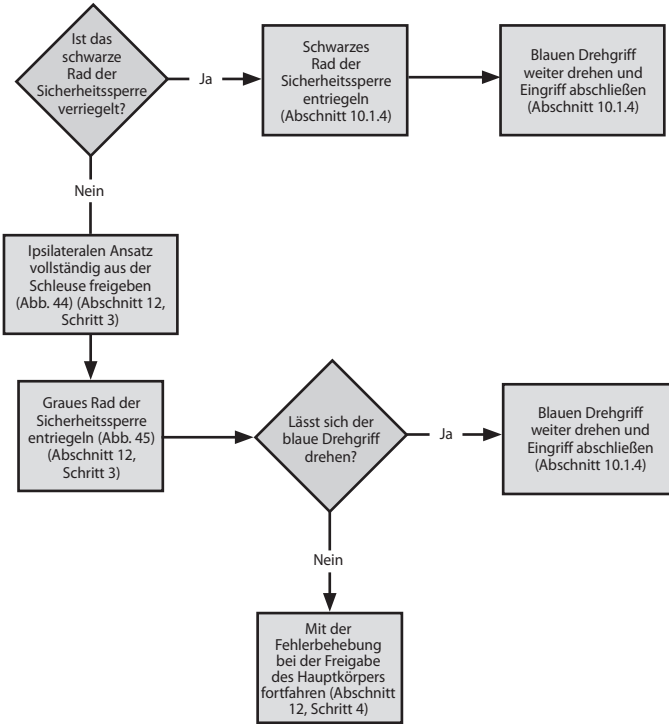 Ist das
schwarze
Rad der
Sicherheitssperre
verriegelt?
Ja
Schwarzes
Rad der
Sicherheitssperre
entriegeln
(Abschnitt 10.1.4)
Blauen Drehgriff
weiter drehen und
Eingriff abschließen
(Abschnitt 10.1.4)
Nein
Ipsilateralen Ansatz
vollständig aus der
Schleuse freigeben
(Abb. 44) (Abschnitt 12,
Schritt 3)
Graues Rad der
Sicherheitssperre
entriegeln (Abb. 45)
(Abschnitt 12,
Schritt 3)
Lässt sich der
blaue Drehgriff
drehen?
Ja
Blauen Drehgriff
weiter drehen und
Eingriff abschließen
(Abschnitt 10.1.4)
Nein
Mit der
Fehlerbehebung
bei der Freigabe
des Hauptkörpers
fortfahren (Abschnitt
12, Schritt 4)